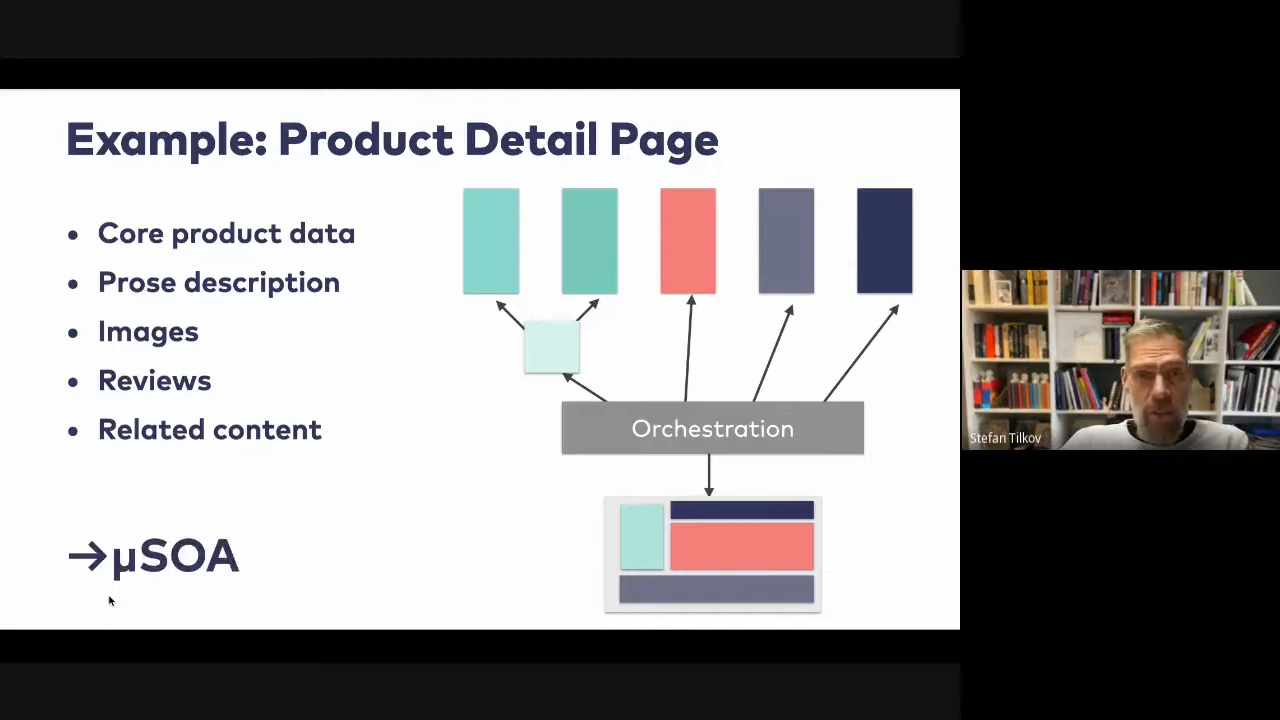 Example: Product Detail Page
• Core product data
• Prose description
• Images
• Reviews
• Related content
→µSOA
Orchestration
Stefan Tilkov